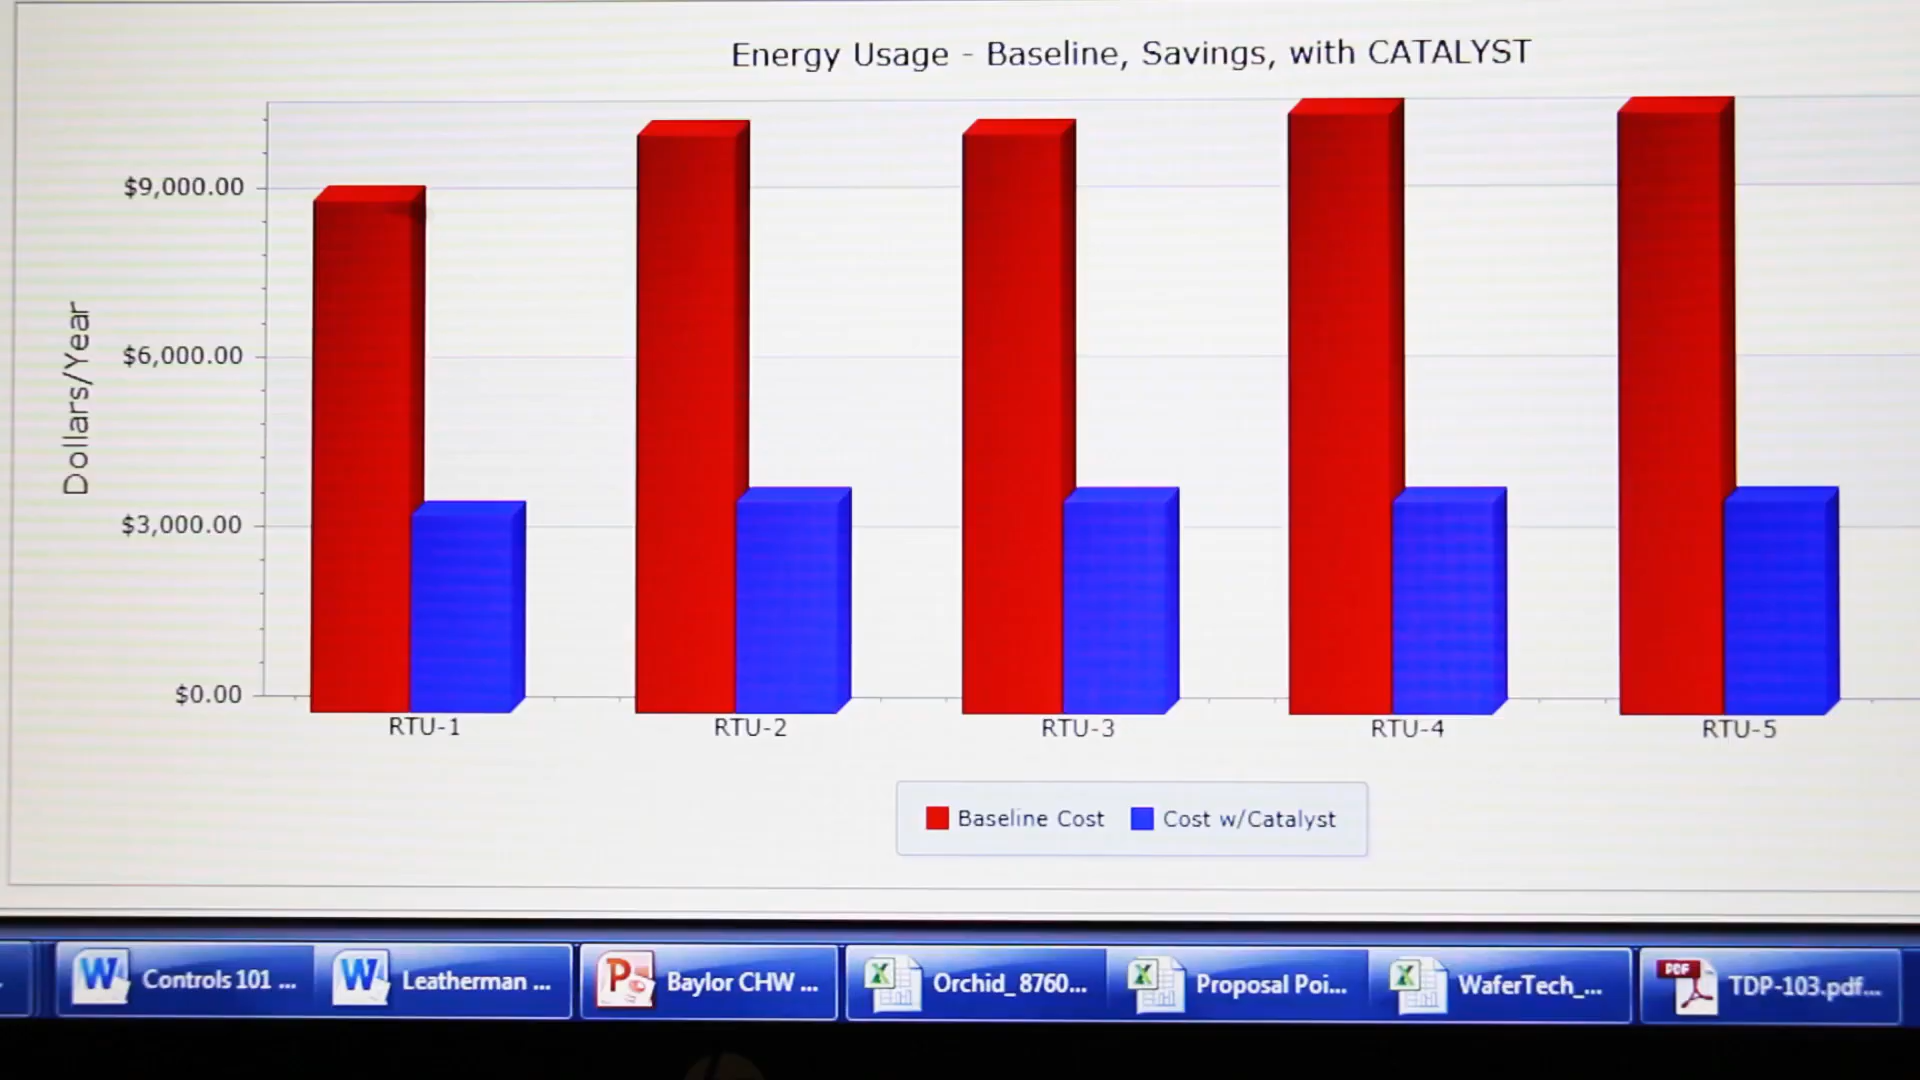 Energy Usage - Baseline, Savings, with CATALYST
Dollars/Year
$9,000.00
$6,000.00
$3,000.00
$0.00
RTU-1 RTU-2 RTU-3 RTU-4 RTU-5
Baseline Cost Cost w/Catalyst
Controls 101 ... Leatherman ... Baylor CHW ... Orchid_8760... Proposal Poi... WaferTech_... TDP-103.pdf...